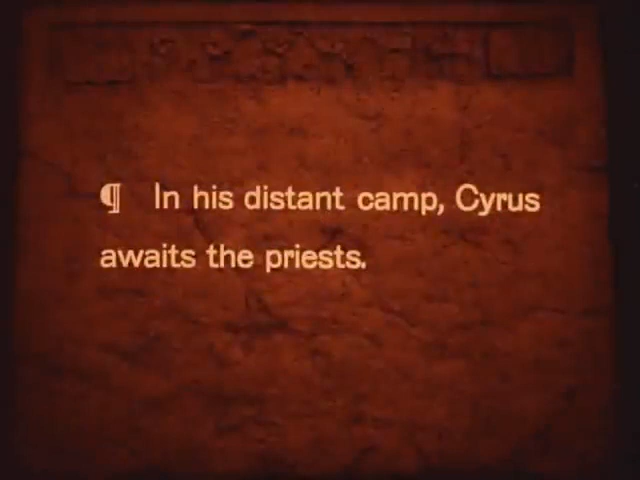 ¶ In his distant camp, Cyrus
awaits the priests.